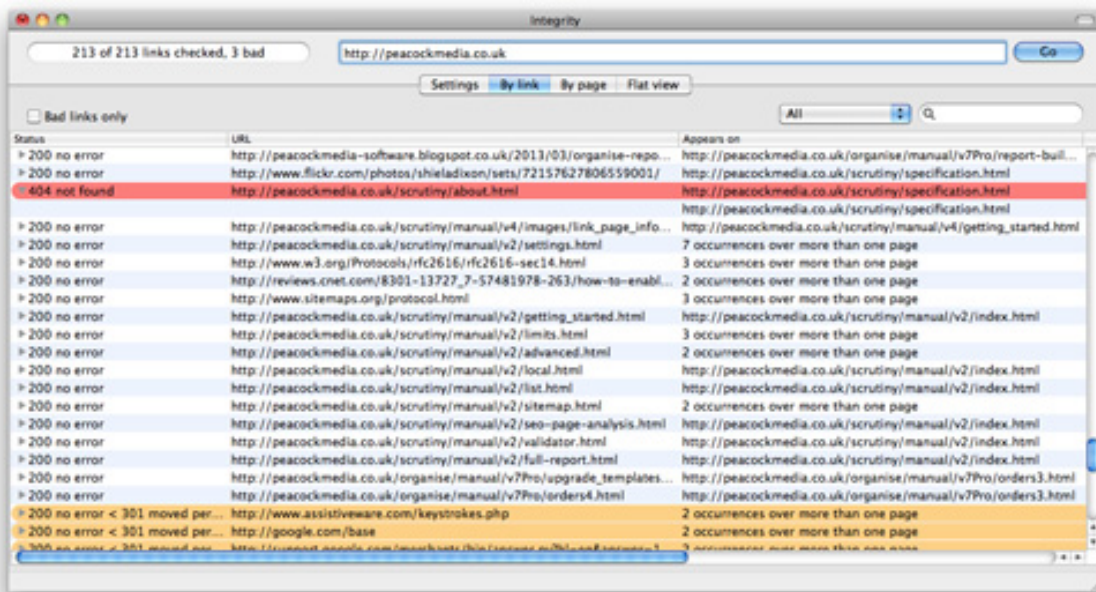 Integrity
213 of 213 links checked, 3 bad http://peacockmedia.co.uk Go
Settings By link By page Flat view
Bad links only All
Status URL Appears on
200 no error http://peacockmedia-software.blogspot.co.uk/2013/03/organise-repo... http://peacockmedia.co.uk/organise/manual/v7Pro/report-buil...
200 no error http://www.flickr.com/photos/shieladixon/sets/72157627806559001/ http://peacockmedia.co.uk/scrutiny/specification.html
404 not found http://peacockmedia.co.uk/scrutiny/about.html http://peacockmedia.co.uk/scrutiny/specification.html
http://peacockmedia.co.uk/scrutiny/specification.html
200 no error http://peacockmedia.co.uk/scrutiny/manual/v4/images/link_page_info... http://peacockmedia.co.uk/scrutiny/manual/v4/getting_started.html
200 no error http://peacockmedia.co.uk/scrutiny/manual/v2/settings.html 7 occurrences over more than one page
200 no error http://www.w3.org/Protocols/rfc2616/rfc2616-sec14.html 3 occurrences over more than one page
200 no error http://reviews.cnet.com/8301-13727_7-57481978-263/how-to-enabl... 2 occurrences over more than one page
200 no error http://www.sitemaps.org/protocol.html 3 occurrences over more than one page
200 no error http://peacockmedia.co.uk/scrutiny/manual/v2/getting_started.html http://peacockmedia.co.uk/scrutiny/manual/v2/index.html
200 no error http://peacockmedia.co.uk/scrutiny/manual/v2/limits.html 3 occurrences over more than one page
200 no error http://peacockmedia.co.uk/scrutiny/manual/v2/advanced.html 2 occurrences over more than one page
200 no error http://peacockmedia.co.uk/scrutiny/manual/v2/local.html http://peacockmedia.co.uk/scrutiny/manual/v2/index.html
200 no error http://peacockmedia.co.uk/scrutiny/manual/v2/list.html http://peacockmedia.co.uk/scrutiny/manual/v2/index.html
200 no error http://peacockmedia.co.uk/scrutiny/manual/v2/sitemap.html 2 occurrences over more than one page
200 no error http://peacockmedia.co.uk/scrutiny/manual/v2/seo-page-analysis.html http://peacockmedia.co.uk/scrutiny/manual/v2/index.html
200 no error http://peacockmedia.co.uk/scrutiny/manual/v2/validator.html http://peacockmedia.co.uk/scrutiny/manual/v2/index.html
200 no error http://peacockmedia.co.uk/scrutiny/manual/v2/full-report.html http://peacockmedia.co.uk/scrutiny/manual/v2/index.html
200 no error http://peacockmedia.co.uk/organise/manual/v7Pro/upgrade_templates... http://peacockmedia.co.uk/organise/manual/v7Pro/orders3.html
200 no error http://peacockmedia.co.uk/organise/manual/v7Pro/orders4.html http://peacockmedia.co.uk/organise/manual/v7Pro/orders3.html
200 no error < 301 moved per... http://www.assistiveware.com/keystrokes.php 2 occurrences over more than one page
200 no error < 301 moved per... http://google.com/base 2 occurrences over more than one page
200 no error < 301 moved per... 2 occurrences over more than one page